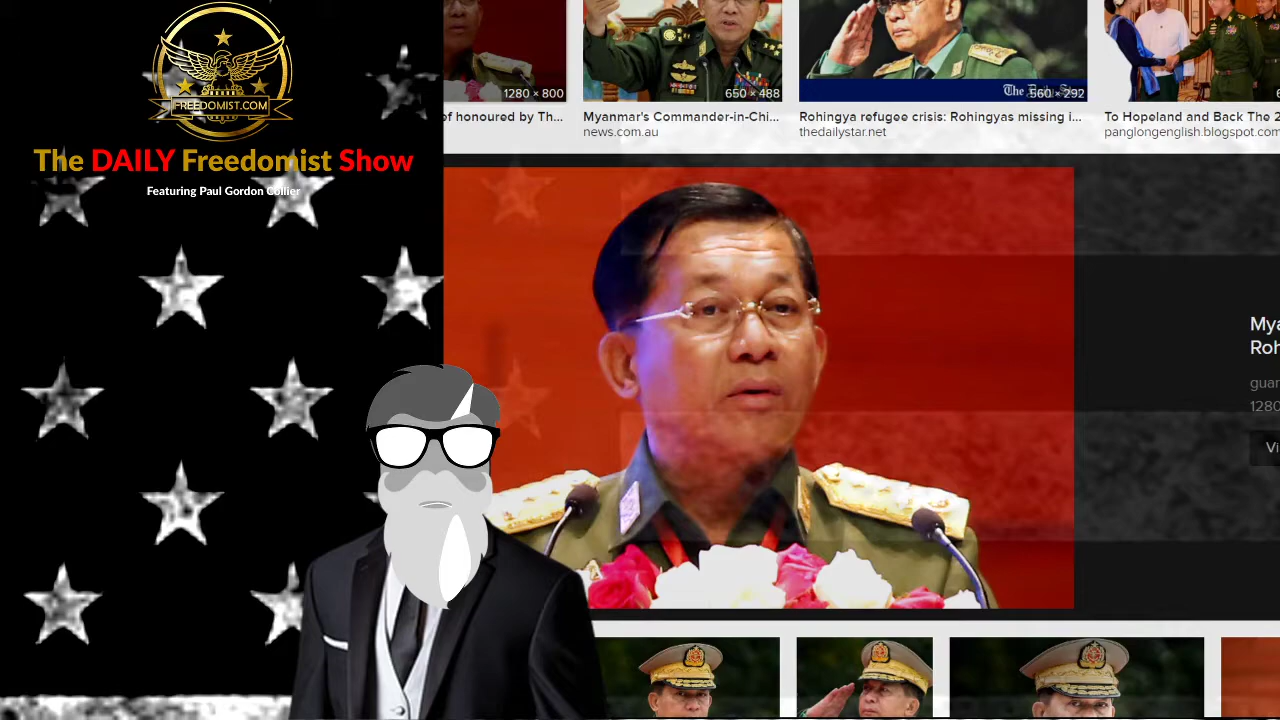 FREEDOMIST.COM
The DAILY Freedomist Show
Featuring Paul Gordon Collier
1280 × 800
650 × 488
560 × 292
of honoured by Th...
Myanmar's Commander-in-Chi...
news.com.au
Rohingya refugee crisis: Rohingyas missing i...
thedailystar.net
To Hopeland and Back The 2
panglongenglish.blogspot.com
Mya
Roh
guar
1280
Vi